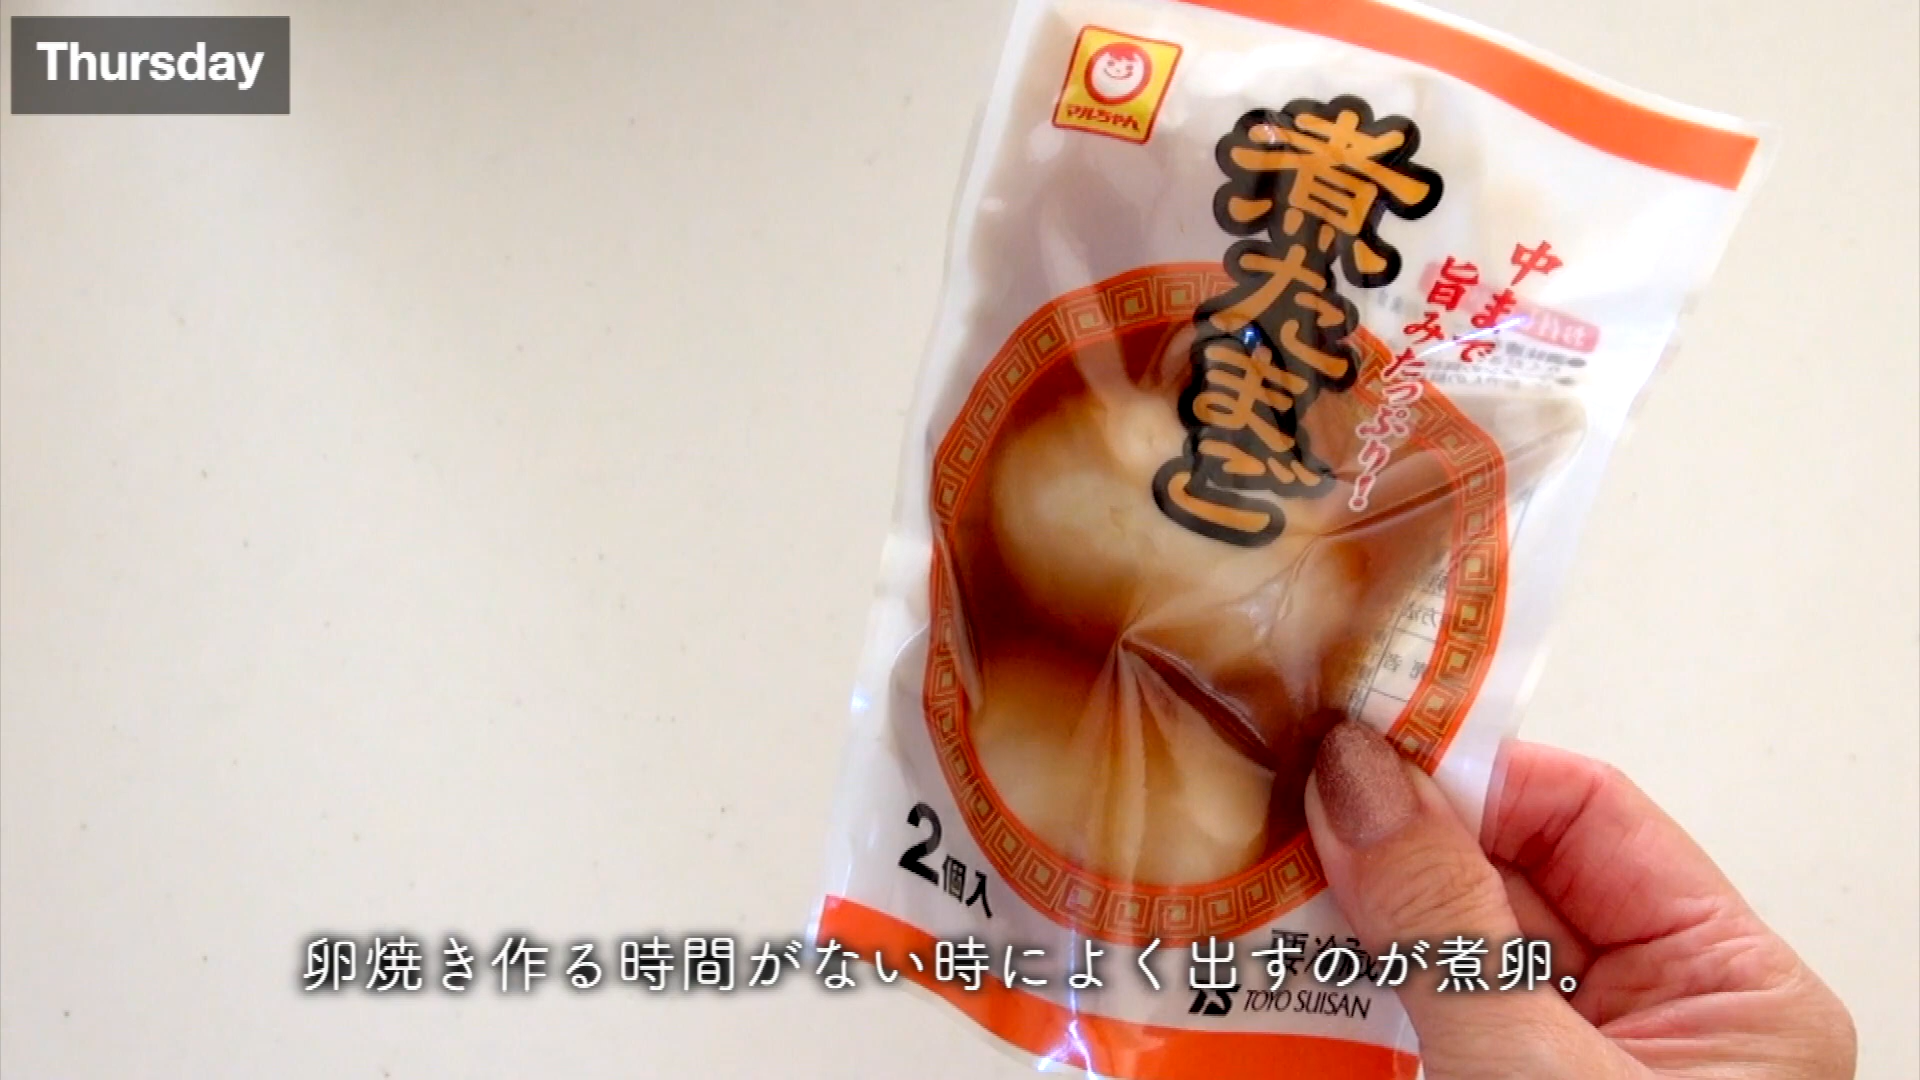 Thursday
マルちゃん
煮たまご
中まで
旨みたっぷり!
2個入
卵焼き作る時間がない時によく出すのが煮卵。
TS TOYO SUISAN